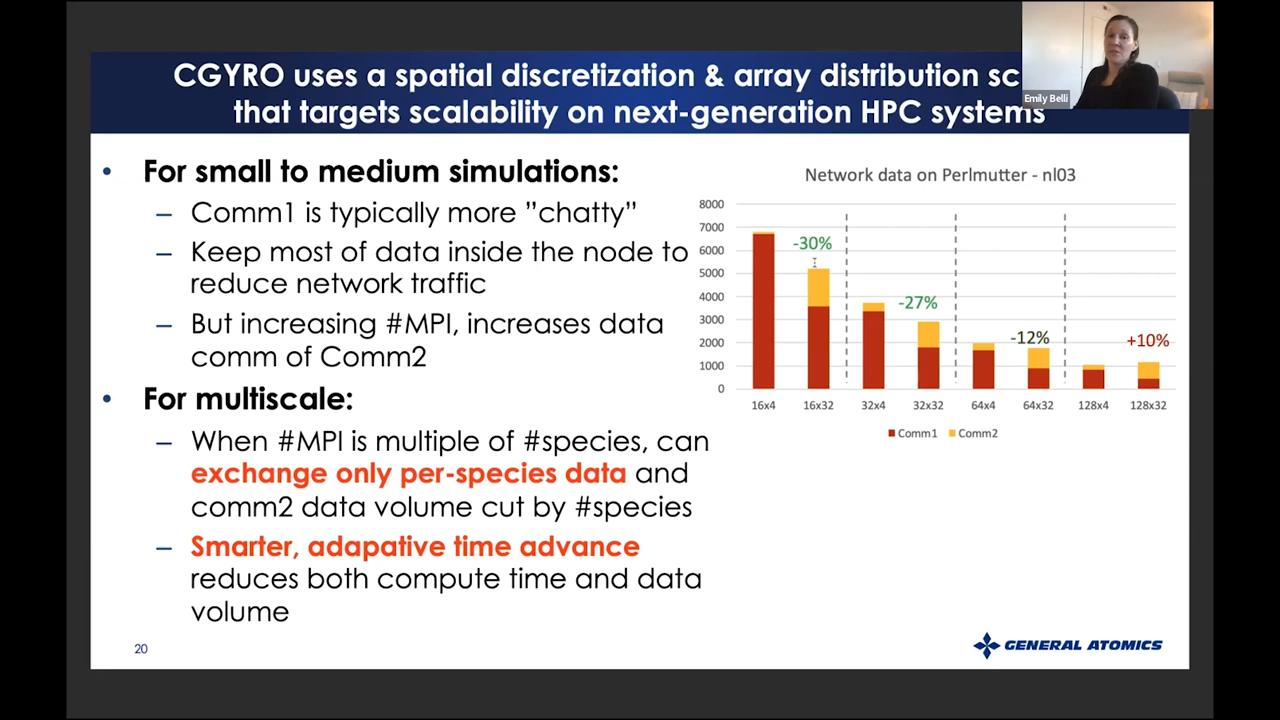 CGYRO uses a spatial discretization & array distribution sc
that targets scalability on next-generation HPC systems
Emily Belli
• For small to medium simulations:
– Comm1 is typically more ”chatty”
– Keep most of data inside the node to
reduce network traffic
– But increasing #MPI, increases data
comm of Comm2
• For multiscale:
– When #MPI is multiple of #species, can
exchange only per-species data and
comm2 data volume cut by #species
– Smarter, adapative time advance
reduces both compute time and data
volume
Network data on Perlmutter - nl03
8000
7000
6000
5000
4000
3000
2000
1000
0
-30%
-27%
-12%
+10%
16x4 16x32 32x4 32x32 64x4 64x32 128x4 128x32
Comm1 Comm2
20
GENERAL ATOMICS